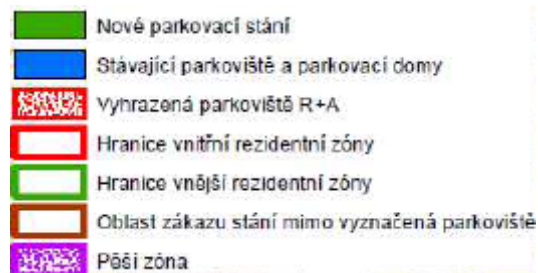 Nové parkovací stání
Stávající parkoviště a parkovací domy
Vyhrazená parkoviště R+A
Hranice vnitřní rezidentní zóny
Hranice vnější rezidentní zóny
Oblast zákazu stání mimo vyznačená parkoviště
Pěší zóna